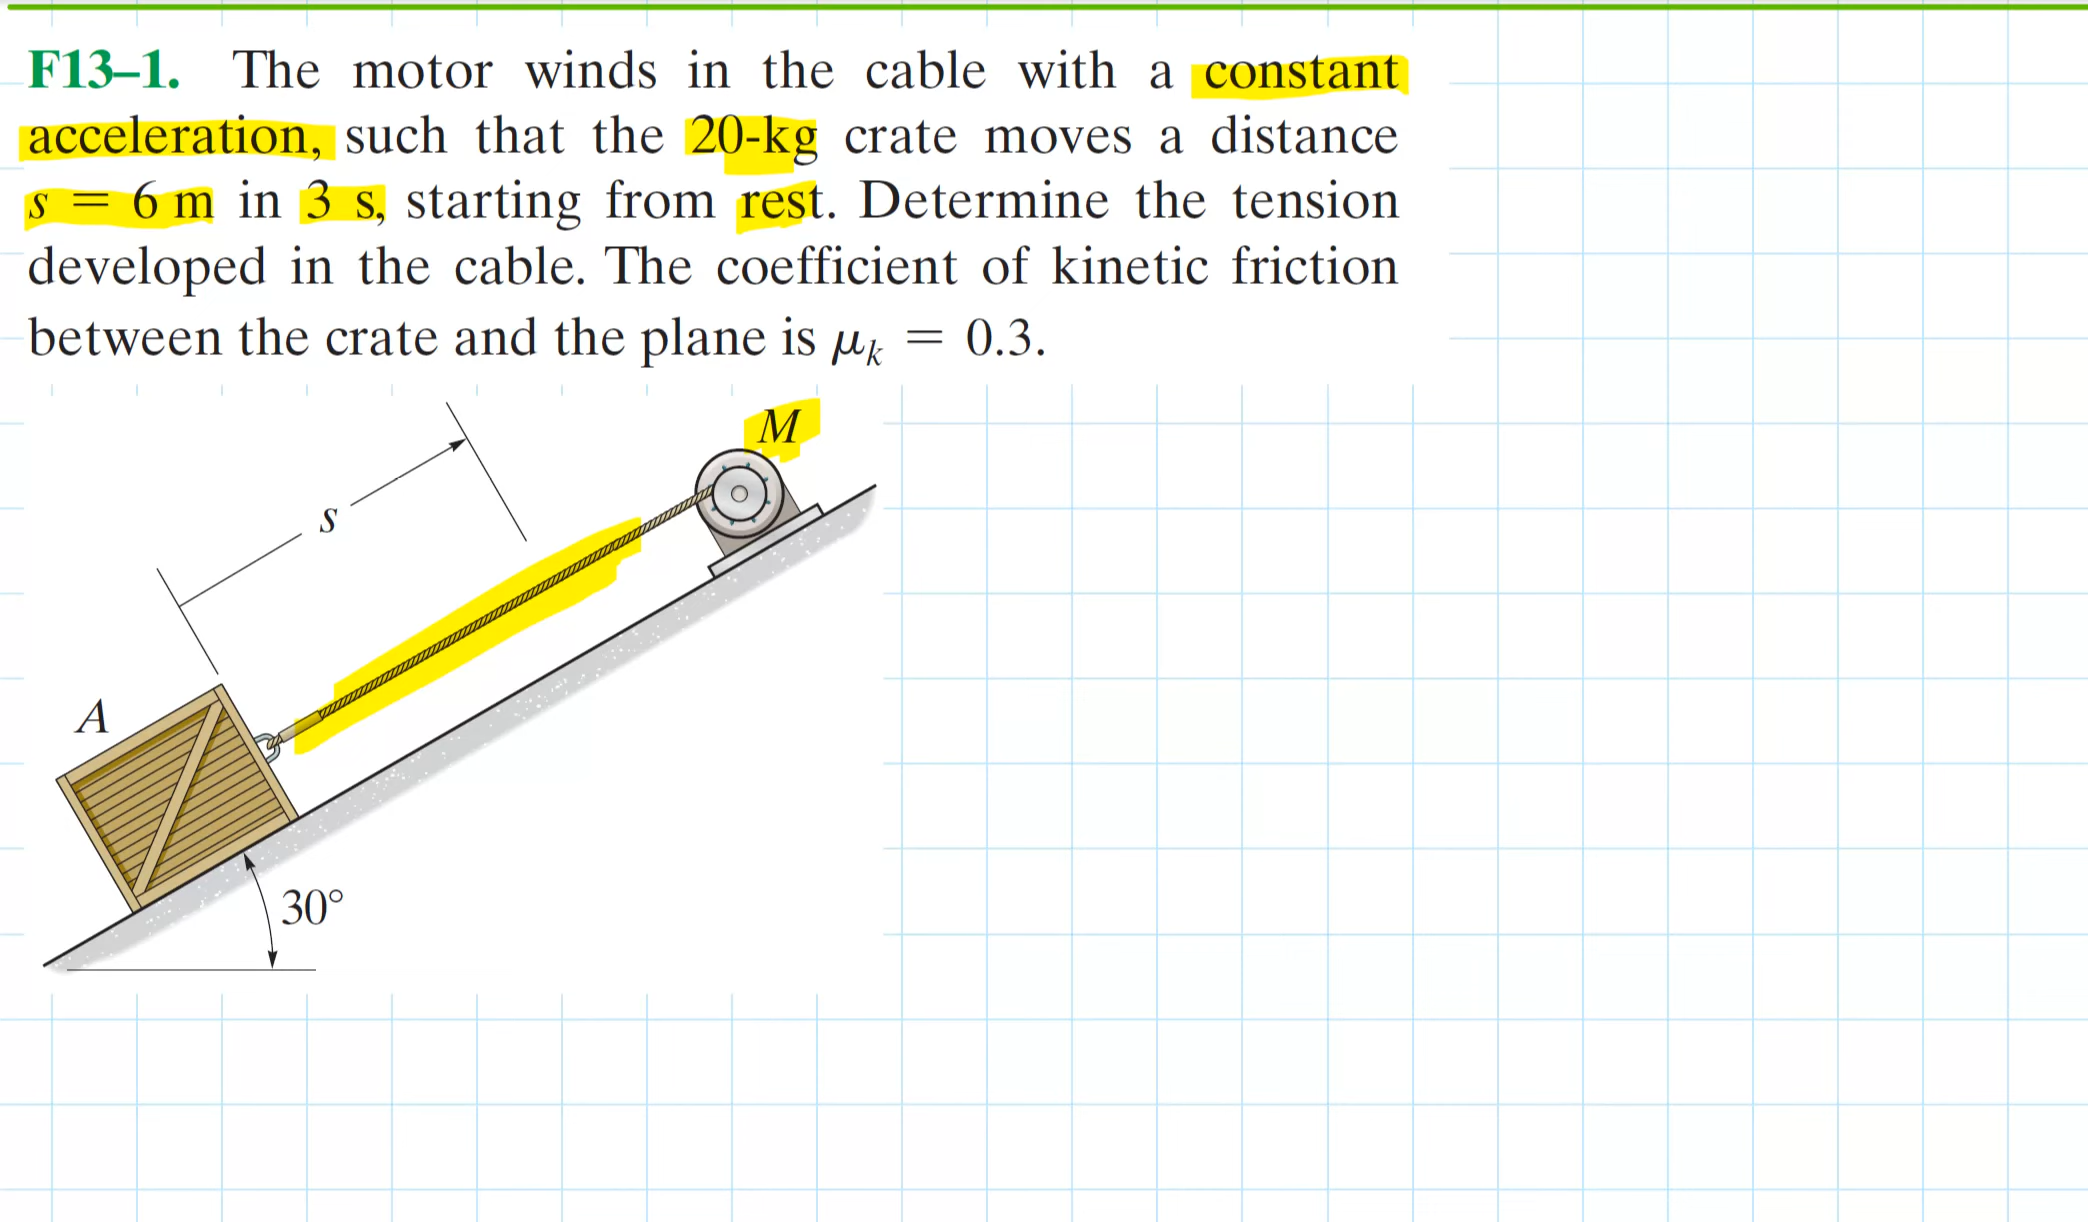 F13–1. The motor winds in the cable with a constant
acceleration, such that the 20-kg crate moves a distance
s = 6 m in 3 s, starting from rest. Determine the tension
developed in the cable. The coefficient of kinetic friction
between the crate and the plane is μk = 0.3.
M
s
A
30°